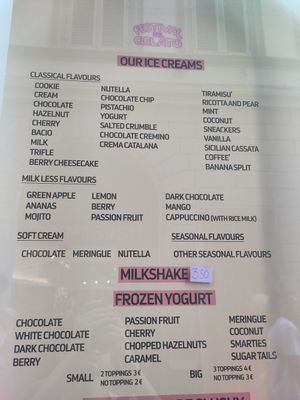 FESTIVAL
DEL
GELATO
OUR ICE CREAMS
CLASSICAL FLAVOURS
COOKIE
CREAM
CHOCOLATE
HAZELNUT
CHERRY
BACIO
MILK
TRIFLE
BERRY CHEESECAKE
NUTELLA
CHOCOLATE CHIP
PISTACHIO
YOGURT
SALTED CRUMBLE
CHOCOLATE CREMINO
CREMA CATALANA
TIRAMISU'
RICOTTA AND PEAR
MINT
COCONUT
SNEACKERS
VANILLA
SICILIAN CASSATA
COFFEE'
BANANA SPLIT
MILK LESS FLAVOURS
GREEN APPLE
ANANAS
MOJITO
LEMON
BERRY
PASSION FRUIT
DARK CHOCOLATE
MANGO
CAPPUCCINO (WITH RICE MILK)
SOFT CREAM
CHOCOLATE MERINGUE NUTELLA
SEASONAL FLAVOURS
OTHER SEASONAL FLAVOURS
MILKSHAKE 3,50
FROZEN YOGURT
CHOCOLATE
WHITE CHOCOLATE
DARK CHOCOLATE
BERRY
PASSION FRUIT
CHERRY
CHOPPED HAZELNUTS
CARAMEL
MERINGUE
COCONUT
SMARTIES
SUGAR TAILS
SMALL 2 TOPPINGS 3 €
NO TOPPING 2 €
BIG 3 TOPPINGS 4 €
NO TOPPING 3 €